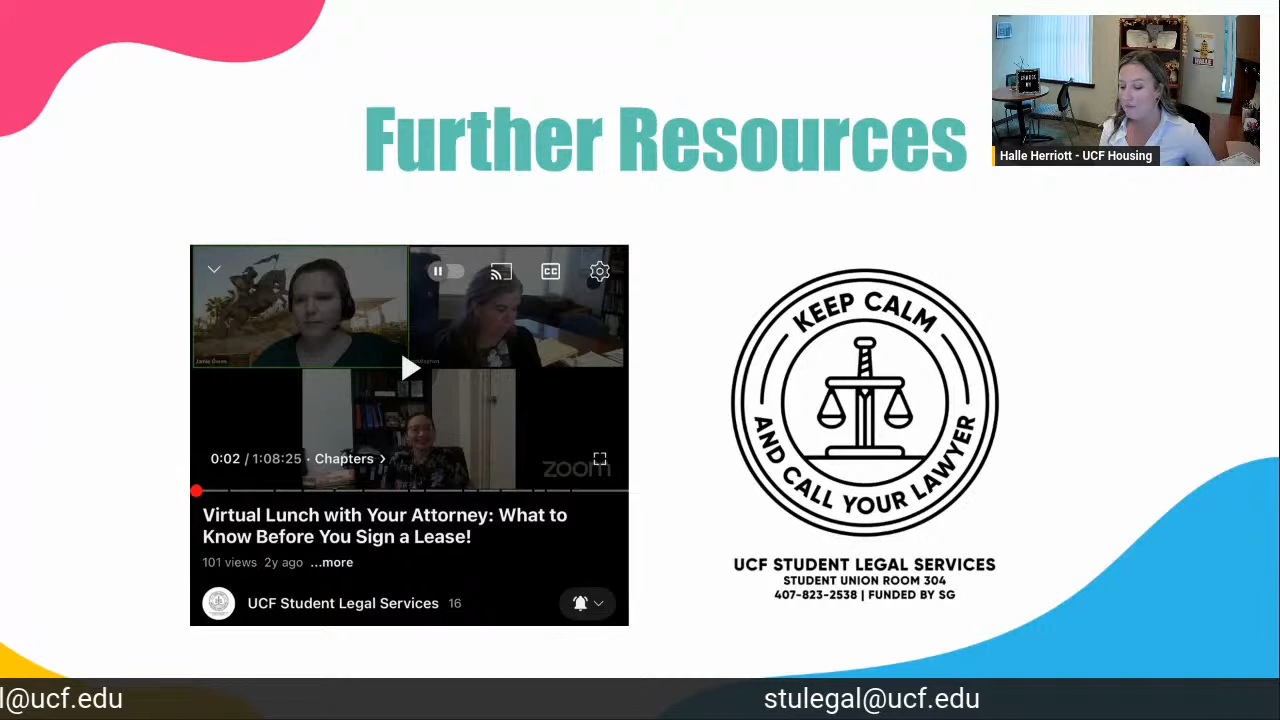 Further Resources
Halle Herriott - UCF Housing
0:02 / 1:08:25 · Chapters
zoom
Virtual Lunch with Your Attorney: What to
Know Before You Sign a Lease!
101 views 2y ago ...more
UCF Student Legal Services 16
CC
KEEP CALM
AND CALL YOUR LAWYER
UCF STUDENT LEGAL SERVICES
STUDENT UNION ROOM 304
407-823-2538 | FUNDED BY SG
l@ucf.edu
stulegal@ucf.edu